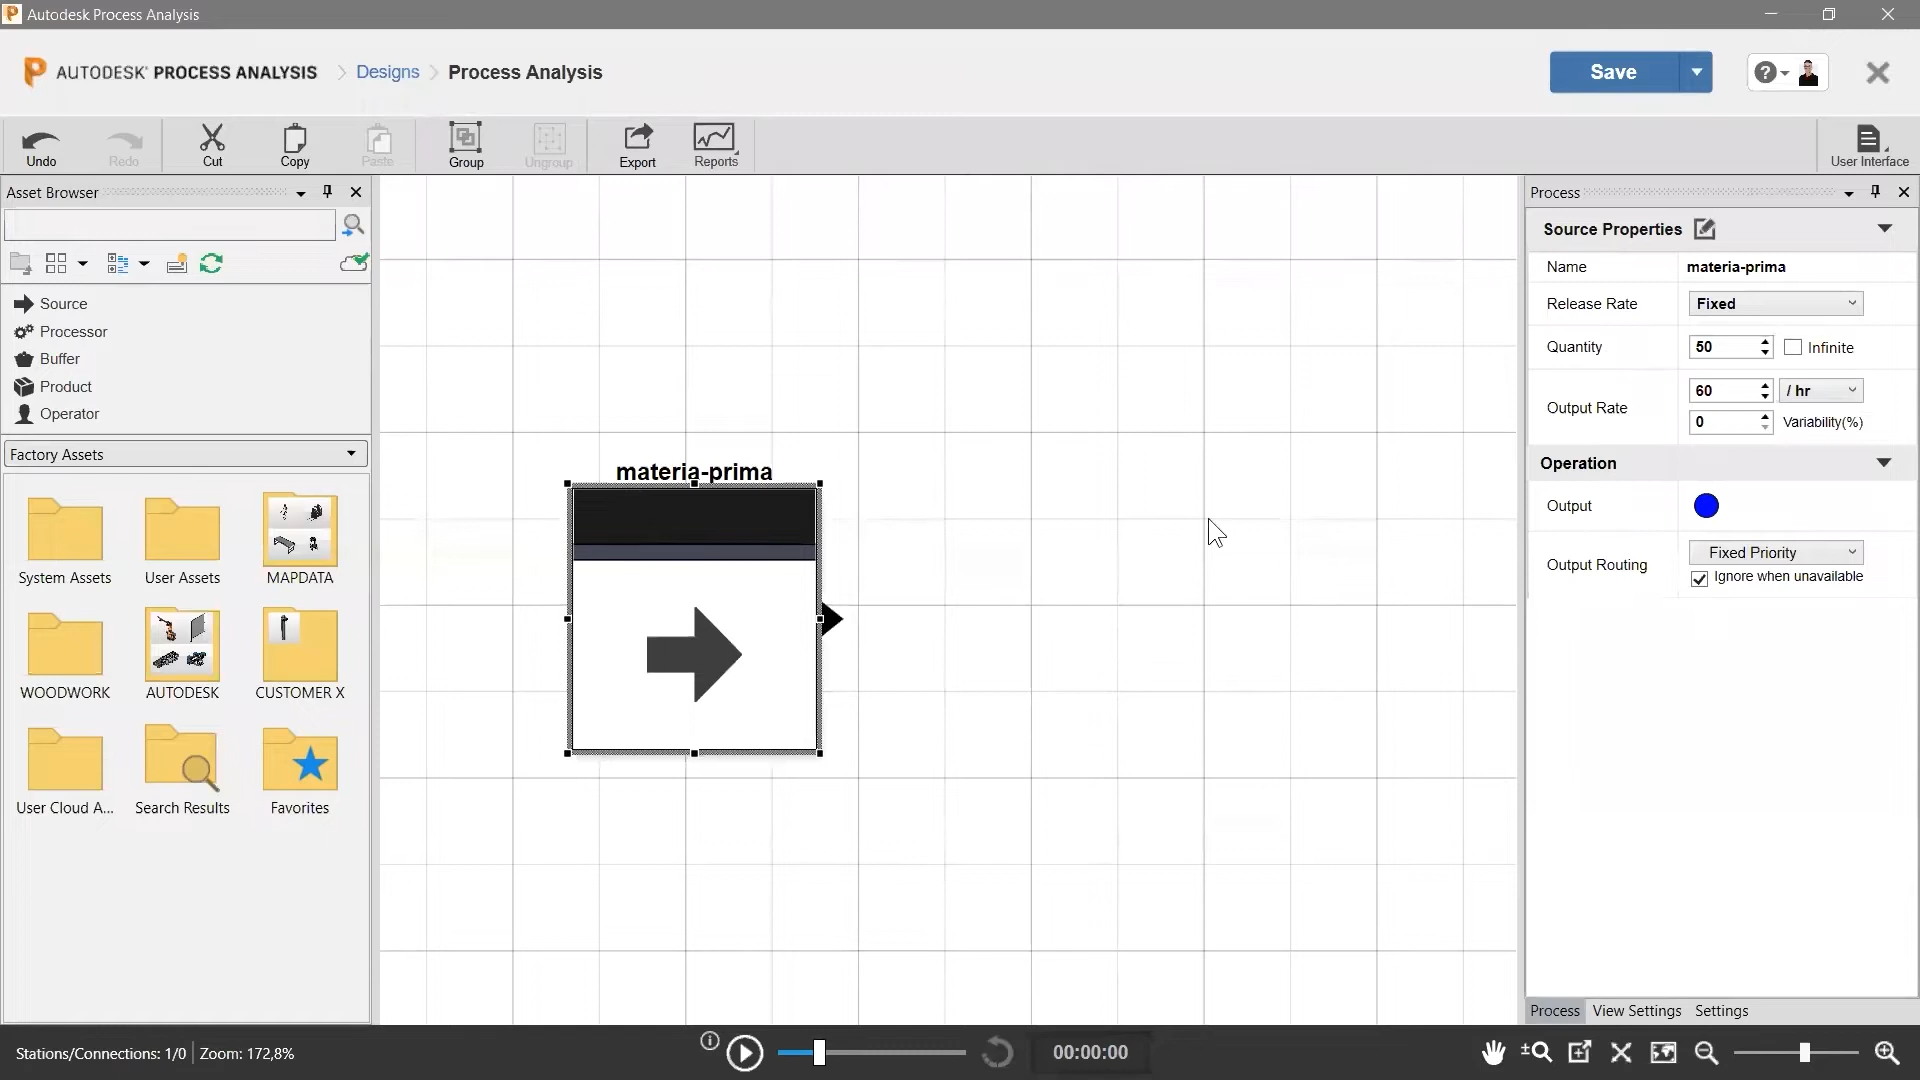 Autodesk Process Analysis
AUTODESK® PROCESS ANALYSIS
Designs
Process Analysis
Save
Undo
Redo
Cut
Copy
Paste
Group
Ungroup
Export
Reports
User Interface
Asset Browser
Source
Processor
Buffer
Product
Operator
Factory Assets
System Assets
User Assets
MAPDATA
WOODWORK
AUTODESK
CUSTOMER X
User Cloud A...
Search Results
Favorites
materia-prima
Process
Source Properties
Name
materia-prima
Release Rate
Fixed
Quantity
50
Infinite
Output Rate
60
/ hr
0
Variability(%)
Operation
Output
Output Routing
Fixed Priority
Ignore when unavailable
Process
View Settings
Settings
Stations/Connections: 1/0
Zoom: 172,8%
00:00:00